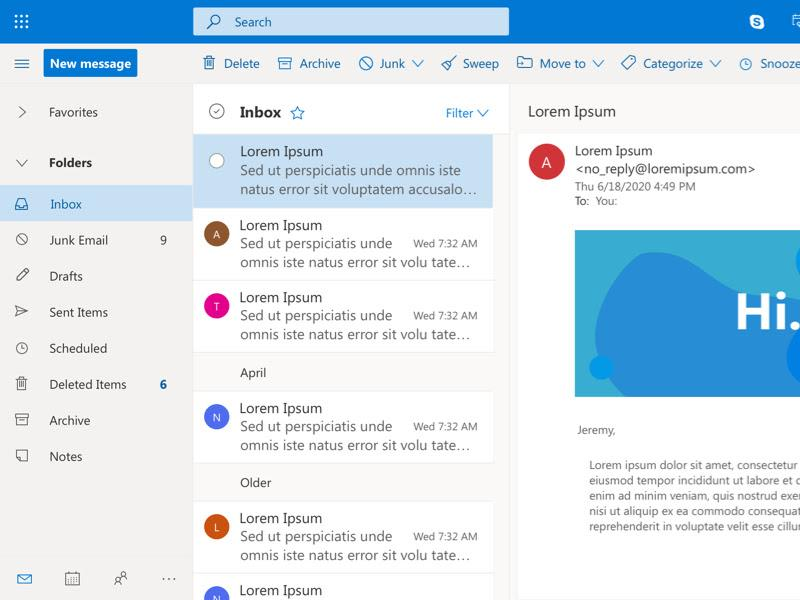 Search
New message
Delete
Archive
Junk
Sweep
Move to
Categorize
Snooze
Favorites
Folders
Inbox
Junk Email 9
Drafts
Sent Items
Scheduled
Deleted Items 6
Archive
Notes
Inbox
Filter
Lorem Ipsum
Sed ut perspiciatis unde omnis iste
natus error sit voluptatem accusalo...
A
Lorem Ipsum
Sed ut perspiciatis unde Wed 7:32 AM
omnis iste natus error sit volu tate...
T
Lorem Ipsum
Sed ut perspiciatis unde Wed 7:32 AM
omnis iste natus error sit volu tate...
April
N
Lorem Ipsum
Sed ut perspiciatis unde Wed 7:32 AM
omnis iste natus error sit volu tate...
Older
L
Lorem Ipsum
Sed ut perspiciatis unde Wed 7:32 AM
omnis iste natus error sit volu tate...
N
Lorem Ipsum
Lorem Ipsum
A
Lorem Ipsum
<no_reply@loremipsum.com>
Thu 6/18/2020 4:49 PM
To: You:
Hi.
Jeremy,
Lorem ipsum dolor sit amet, consectetur
eiusmod tempor incididunt ut labore et
enim ad minim veniam, quis nostrud exer
nisi ut aliquip ex ea commodo consequat
reprehenderit in voluptate velit esse cillu